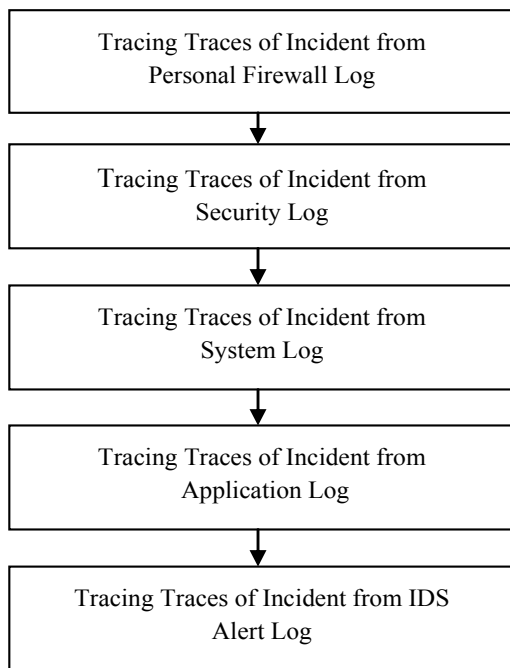 Tracing Traces of Incident from
Personal Firewall Log
Tracing Traces of Incident from
Security Log
Tracing Traces of Incident from
System Log
Tracing Traces of Incident from
Application Log
Tracing Traces of Incident from IDS
Alert Log